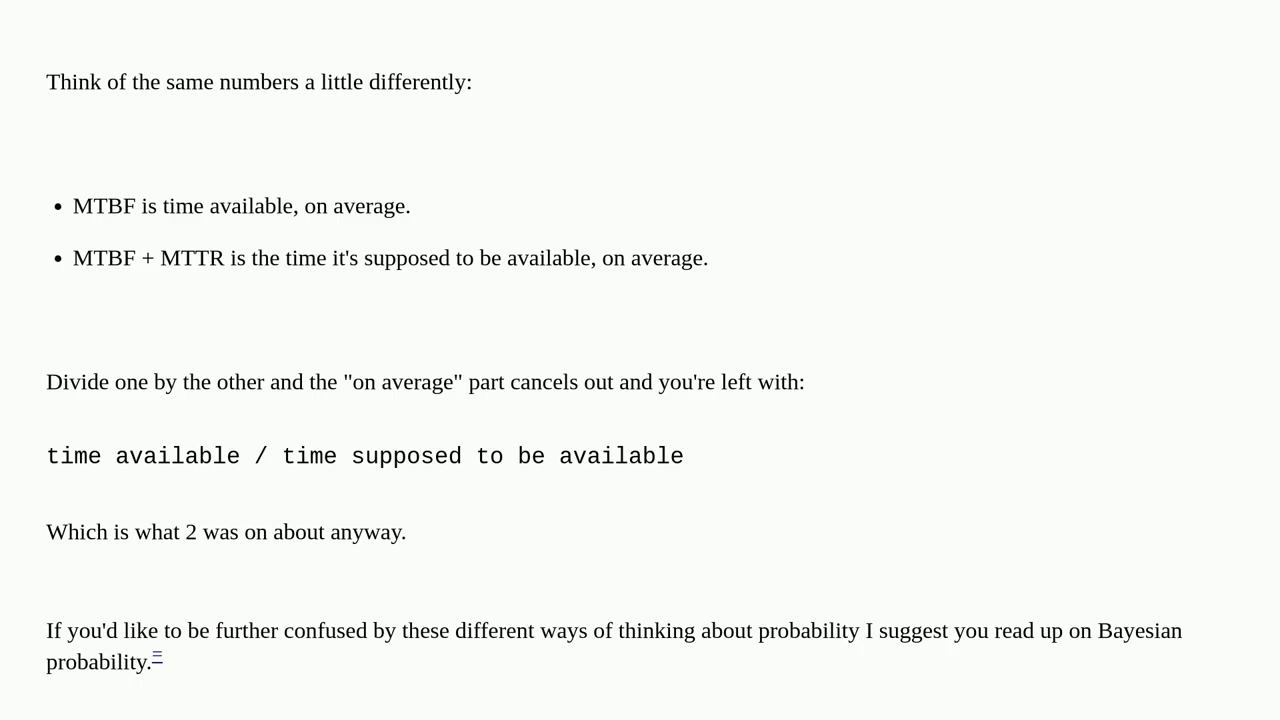 Think of the same numbers a little differently:
• MTBF is time available, on average.
• MTBF + MTTR is the time it's supposed to be available, on average.
Divide one by the other and the "on average" part cancels out and you're left with:
time available / time supposed to be available
Which is what 2 was on about anyway.
If you'd like to be further confused by these different ways of thinking about probability I suggest you read up on Bayesian
probability.=